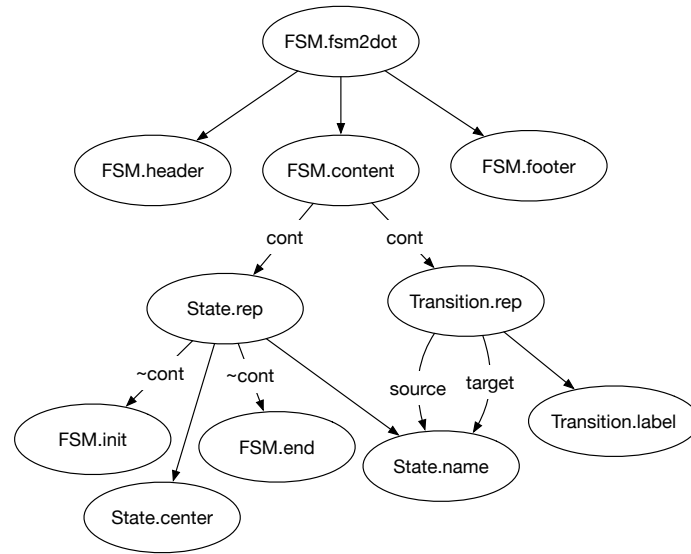 FSM.fsm2dot
FSM.header
FSM.content
FSM.footer
cont
cont
State.rep
Transition.rep
~cont
~cont
source
target
FSM.init
FSM.end
State.name
Transition.label
State.center